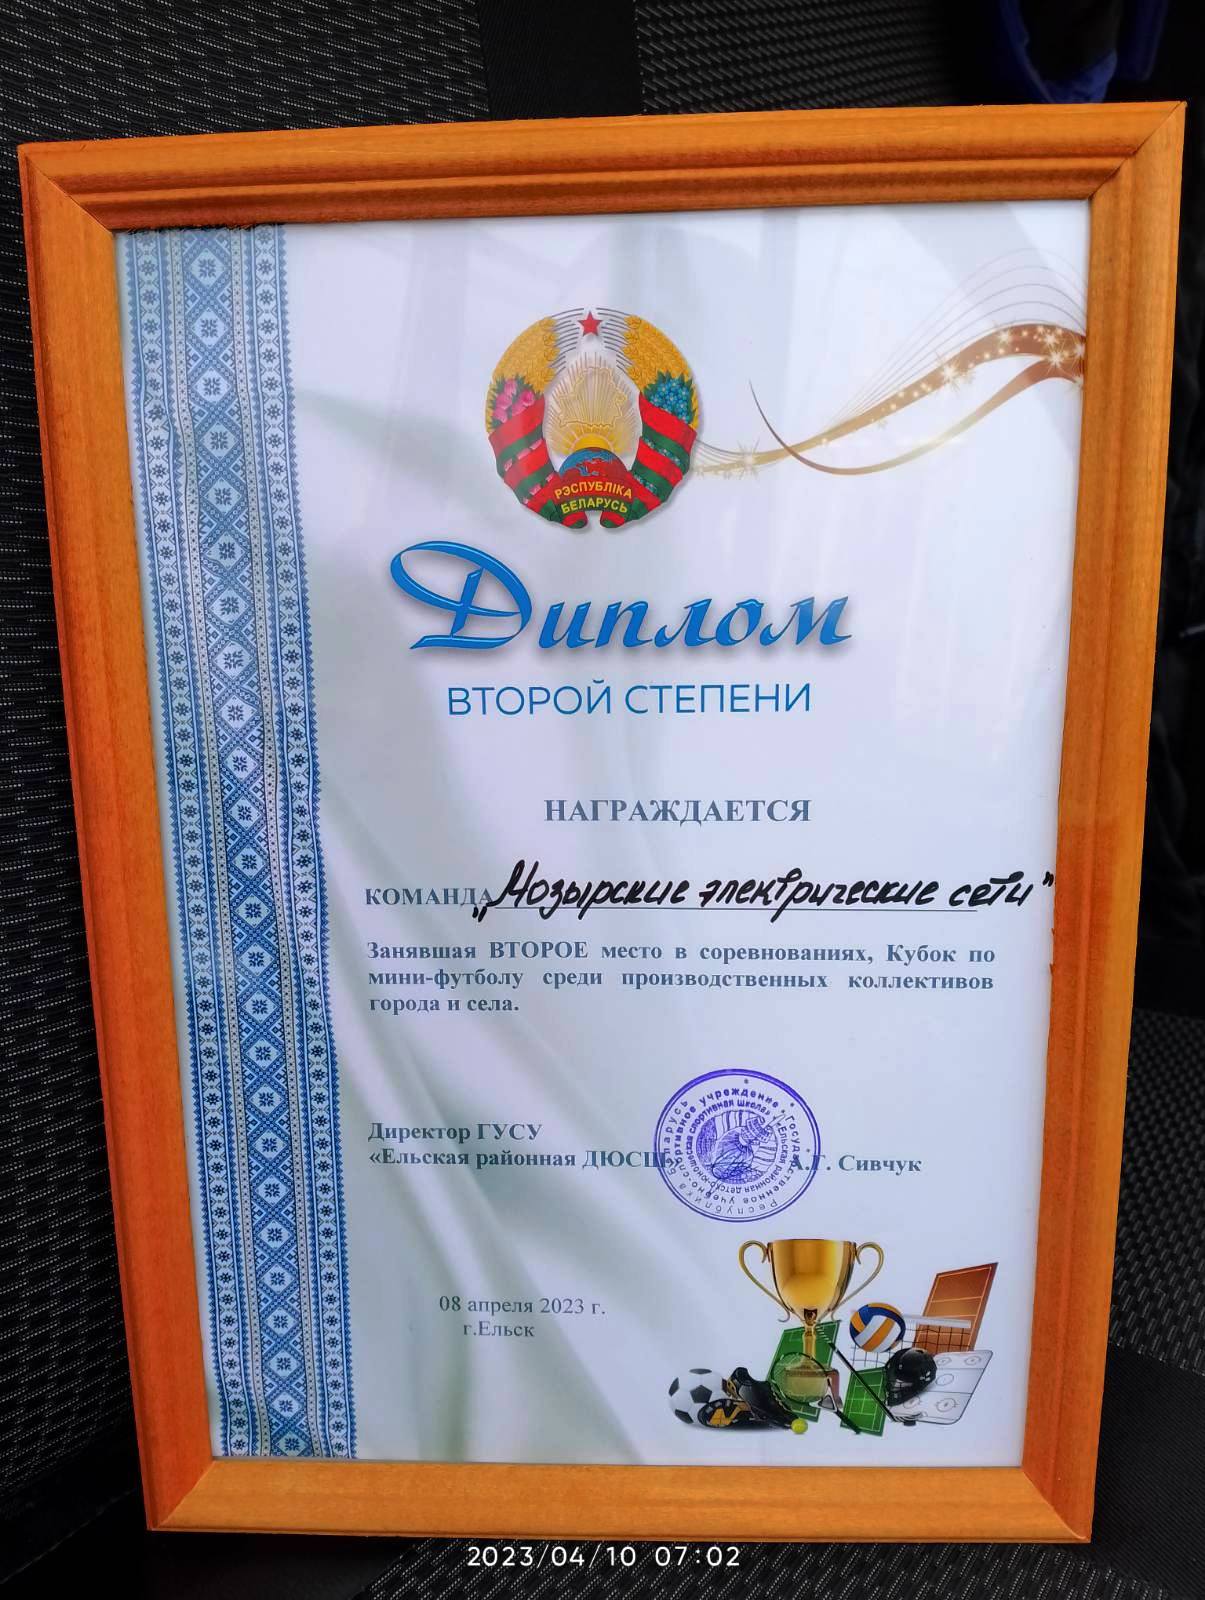 РЭСПУБЛІКА
БЕЛАРУСЬ
Диплом
ВТОРОЙ СТЕПЕНИ
НАГРАЖДАЕТСЯ
КОМАНДА „Мозырские электрические сети"
Занявшая ВТОРОЕ место в соревнованиях, Кубок по
мини-футболу среди производственных коллективов
города и села.
Директор ГУСУ
«Ельская районная ДЮСШ» А.Г. Сивчук
08 апреля 2023 г.
г.Ельск
2023/04/10 07:02